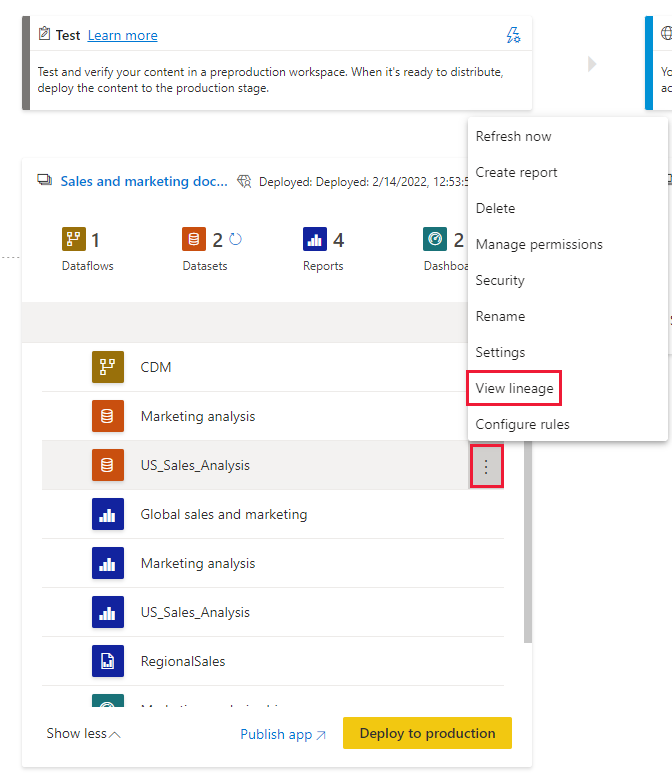 Test Learn more
Test and verify your content in a preproduction workspace. When it's ready to distribute,
deploy the content to the production stage.
Refresh now
Create report
Delete
Manage permissions
Security
Rename
Settings
View lineage
Configure rules
Sales and marketing doc... Deployed: Deployed: 2/14/2022, 12:53:5
1 2 4 2
Dataflows Datasets Reports Dashboa
CDM
Marketing analysis
US_Sales_Analysis
Global sales and marketing
Marketing analysis
US_Sales_Analysis
RegionalSales
Show less Publish app Deploy to production